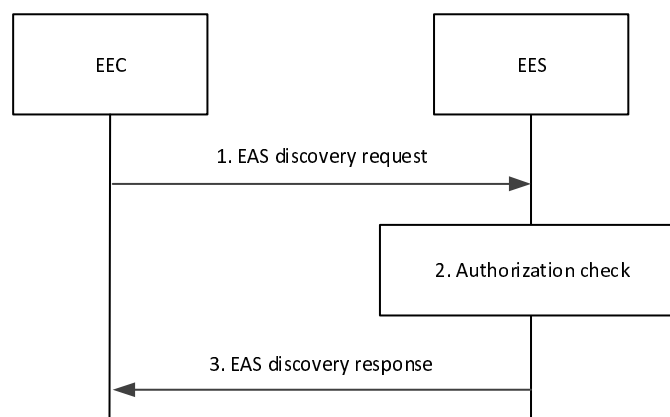 EEC
EES
1. EAS discovery request
2. Authorization check
3. EAS discovery response